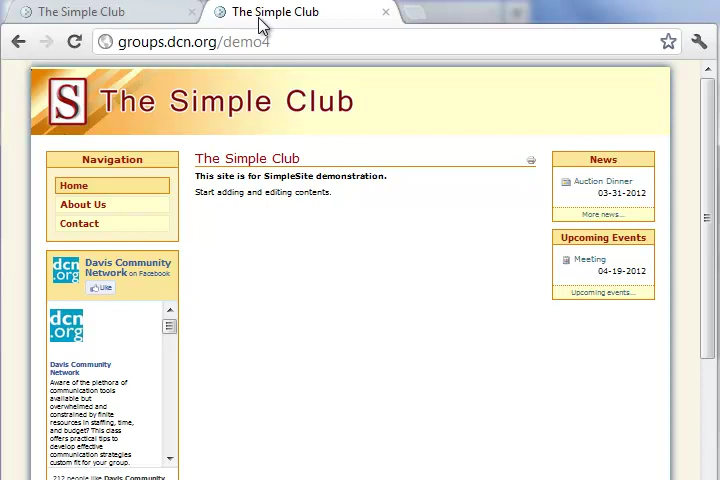 The Simple Club
The Simple Club
groups.dcn.org/demo4
S The Simple Club
Navigation
Home
About Us
Contact
dcn
.org
Davis Community
Network on Facebook
Like
dcn
.org
Davis Community
Network
Aware of the plethora of
communication tools
available but
overwhelmed and
constrained by finite
resources in staffing, time,
and budget? This class
offers practical tips to
develop effective
communication strategies
custom fit for your group.
212 people like Davis Community
The Simple Club
This site is for SimpleSite demonstration.
Start adding and editing contents.
News
Auction Dinner
03-31-2012
More news...
Upcoming Events
Meeting
04-19-2012
Upcoming events...